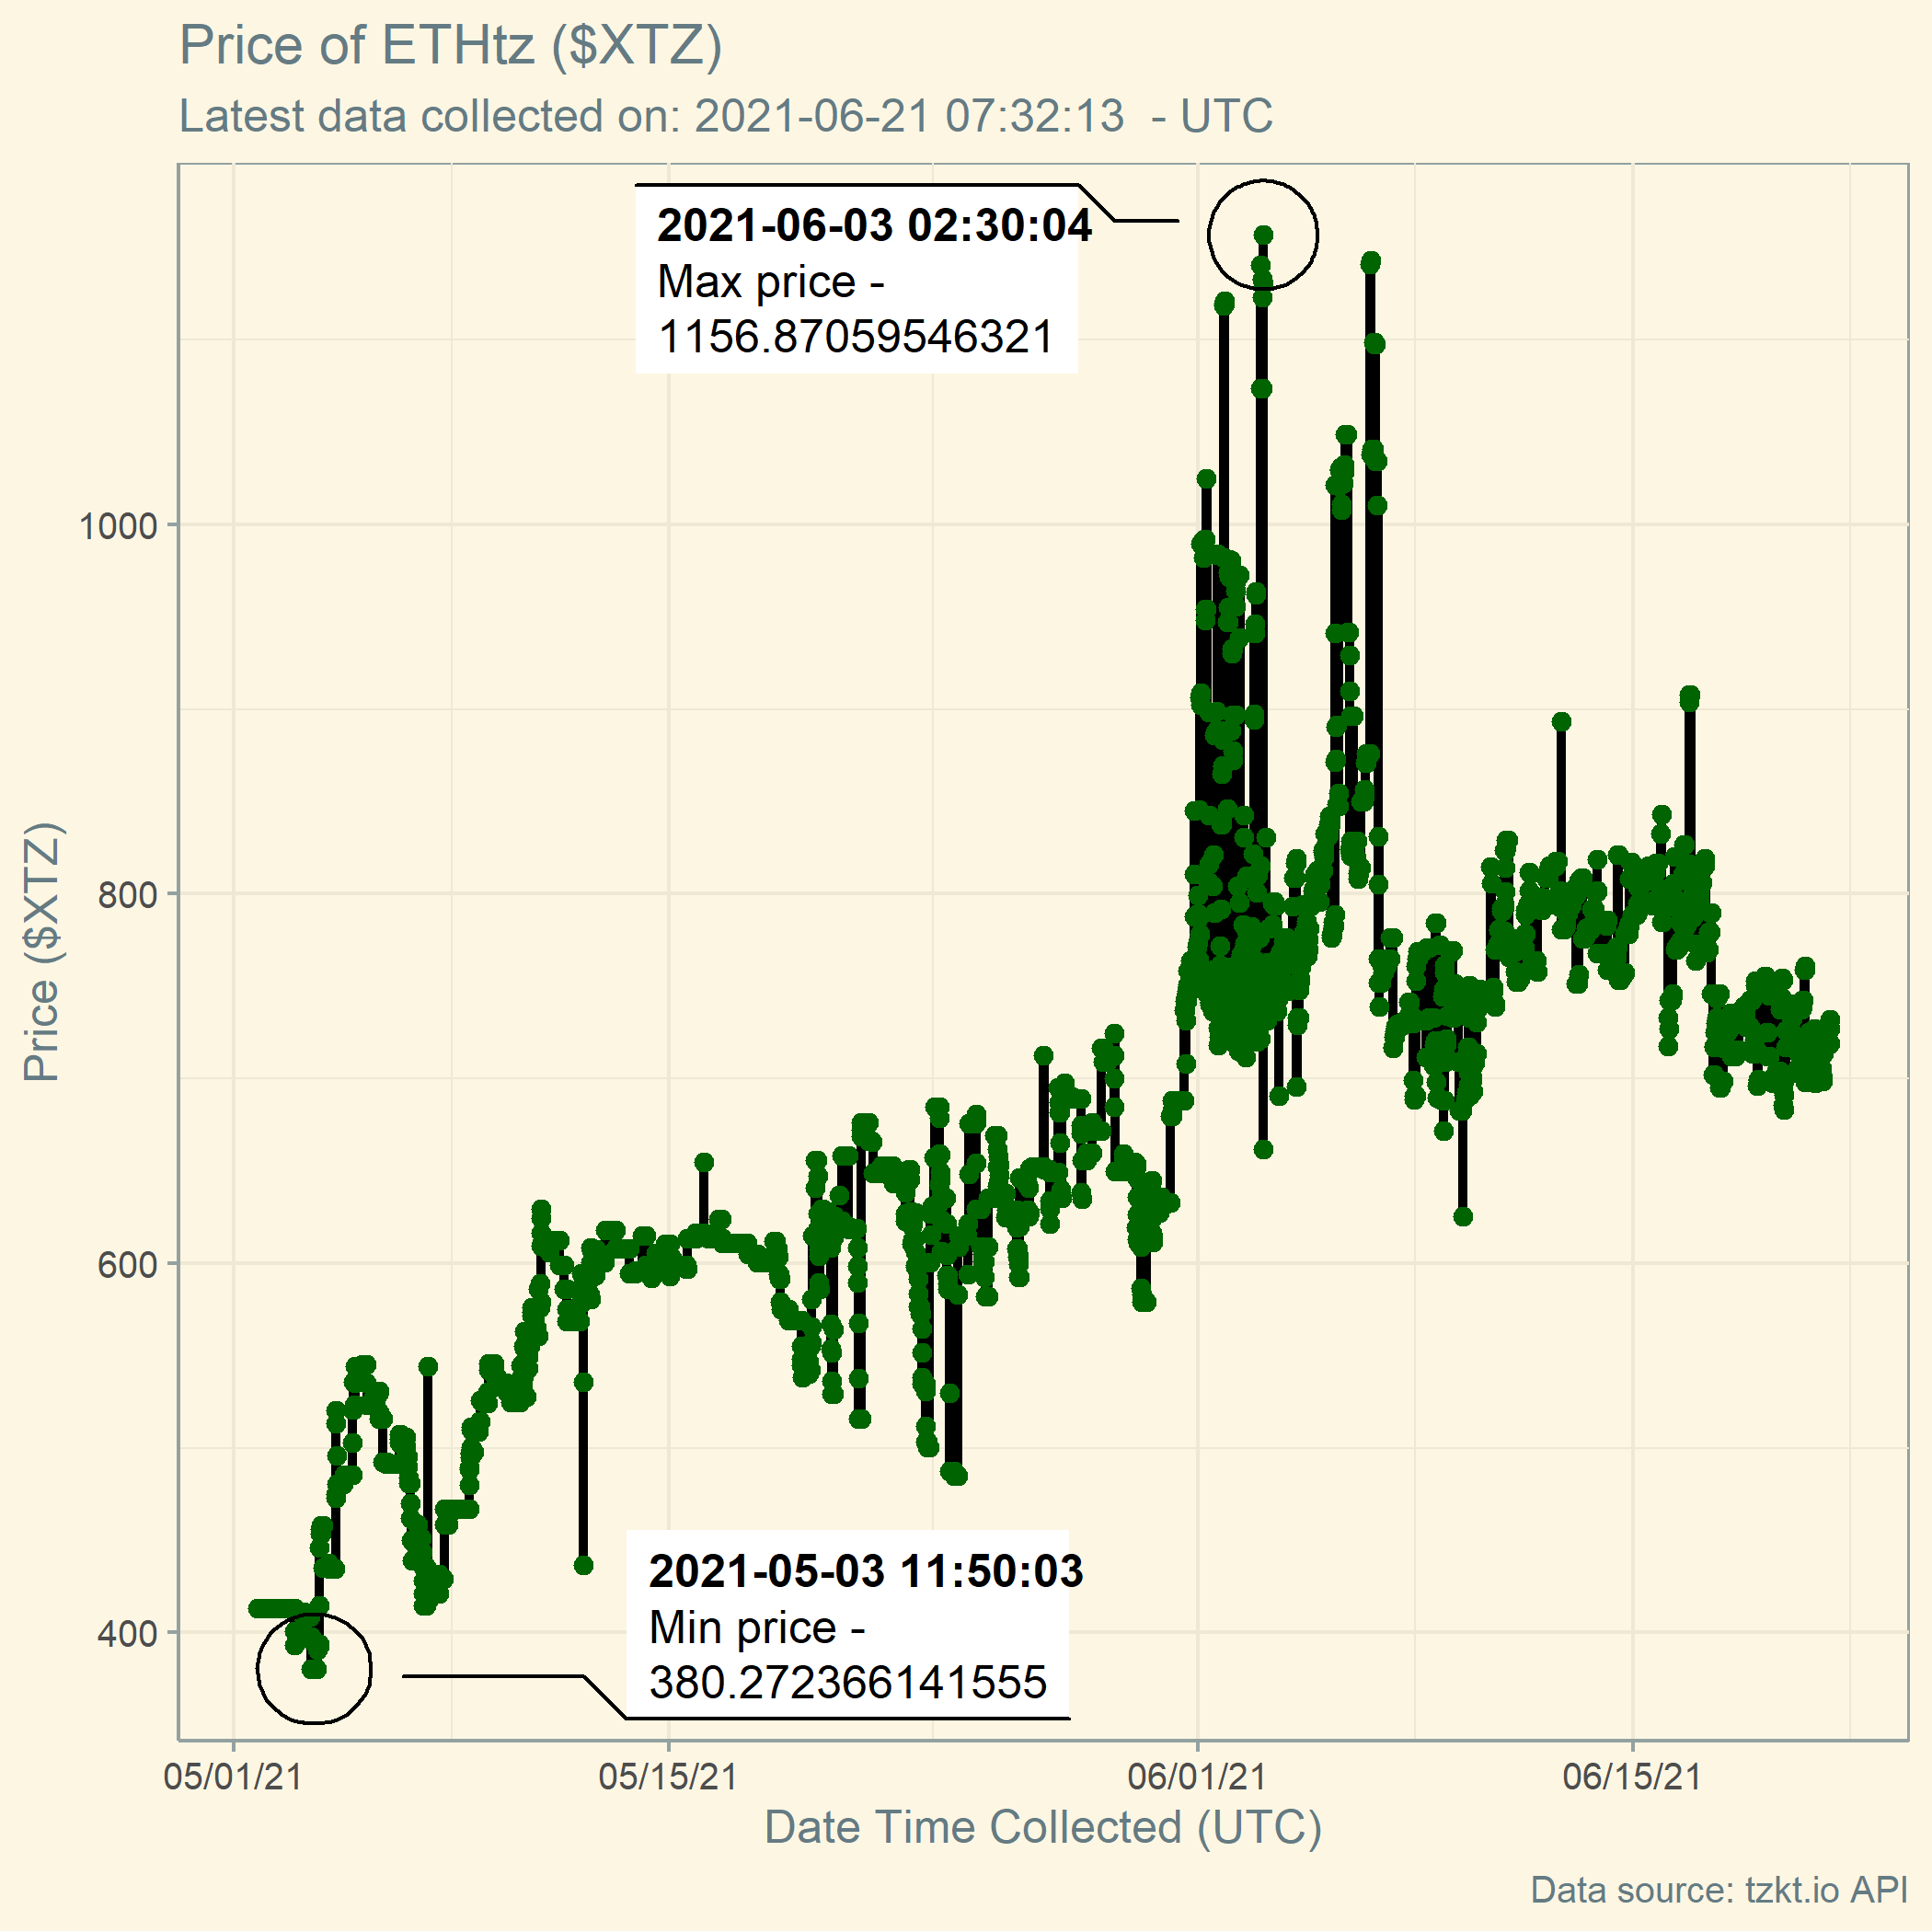 Price of ETHtz ($XTZ)
Latest data collected on: 2021-06-21 07:32:13  - UTC
2021-06-03 02:30:04
Max price -
1156.87059546321
1000
800
600
400
Price ($XTZ)
2021-05-03 11:50:03
Min price -
380.272366141555
05/01/21
05/15/21
06/01/21
06/15/21
Date Time Collected (UTC)
Data source: tzkt.io API